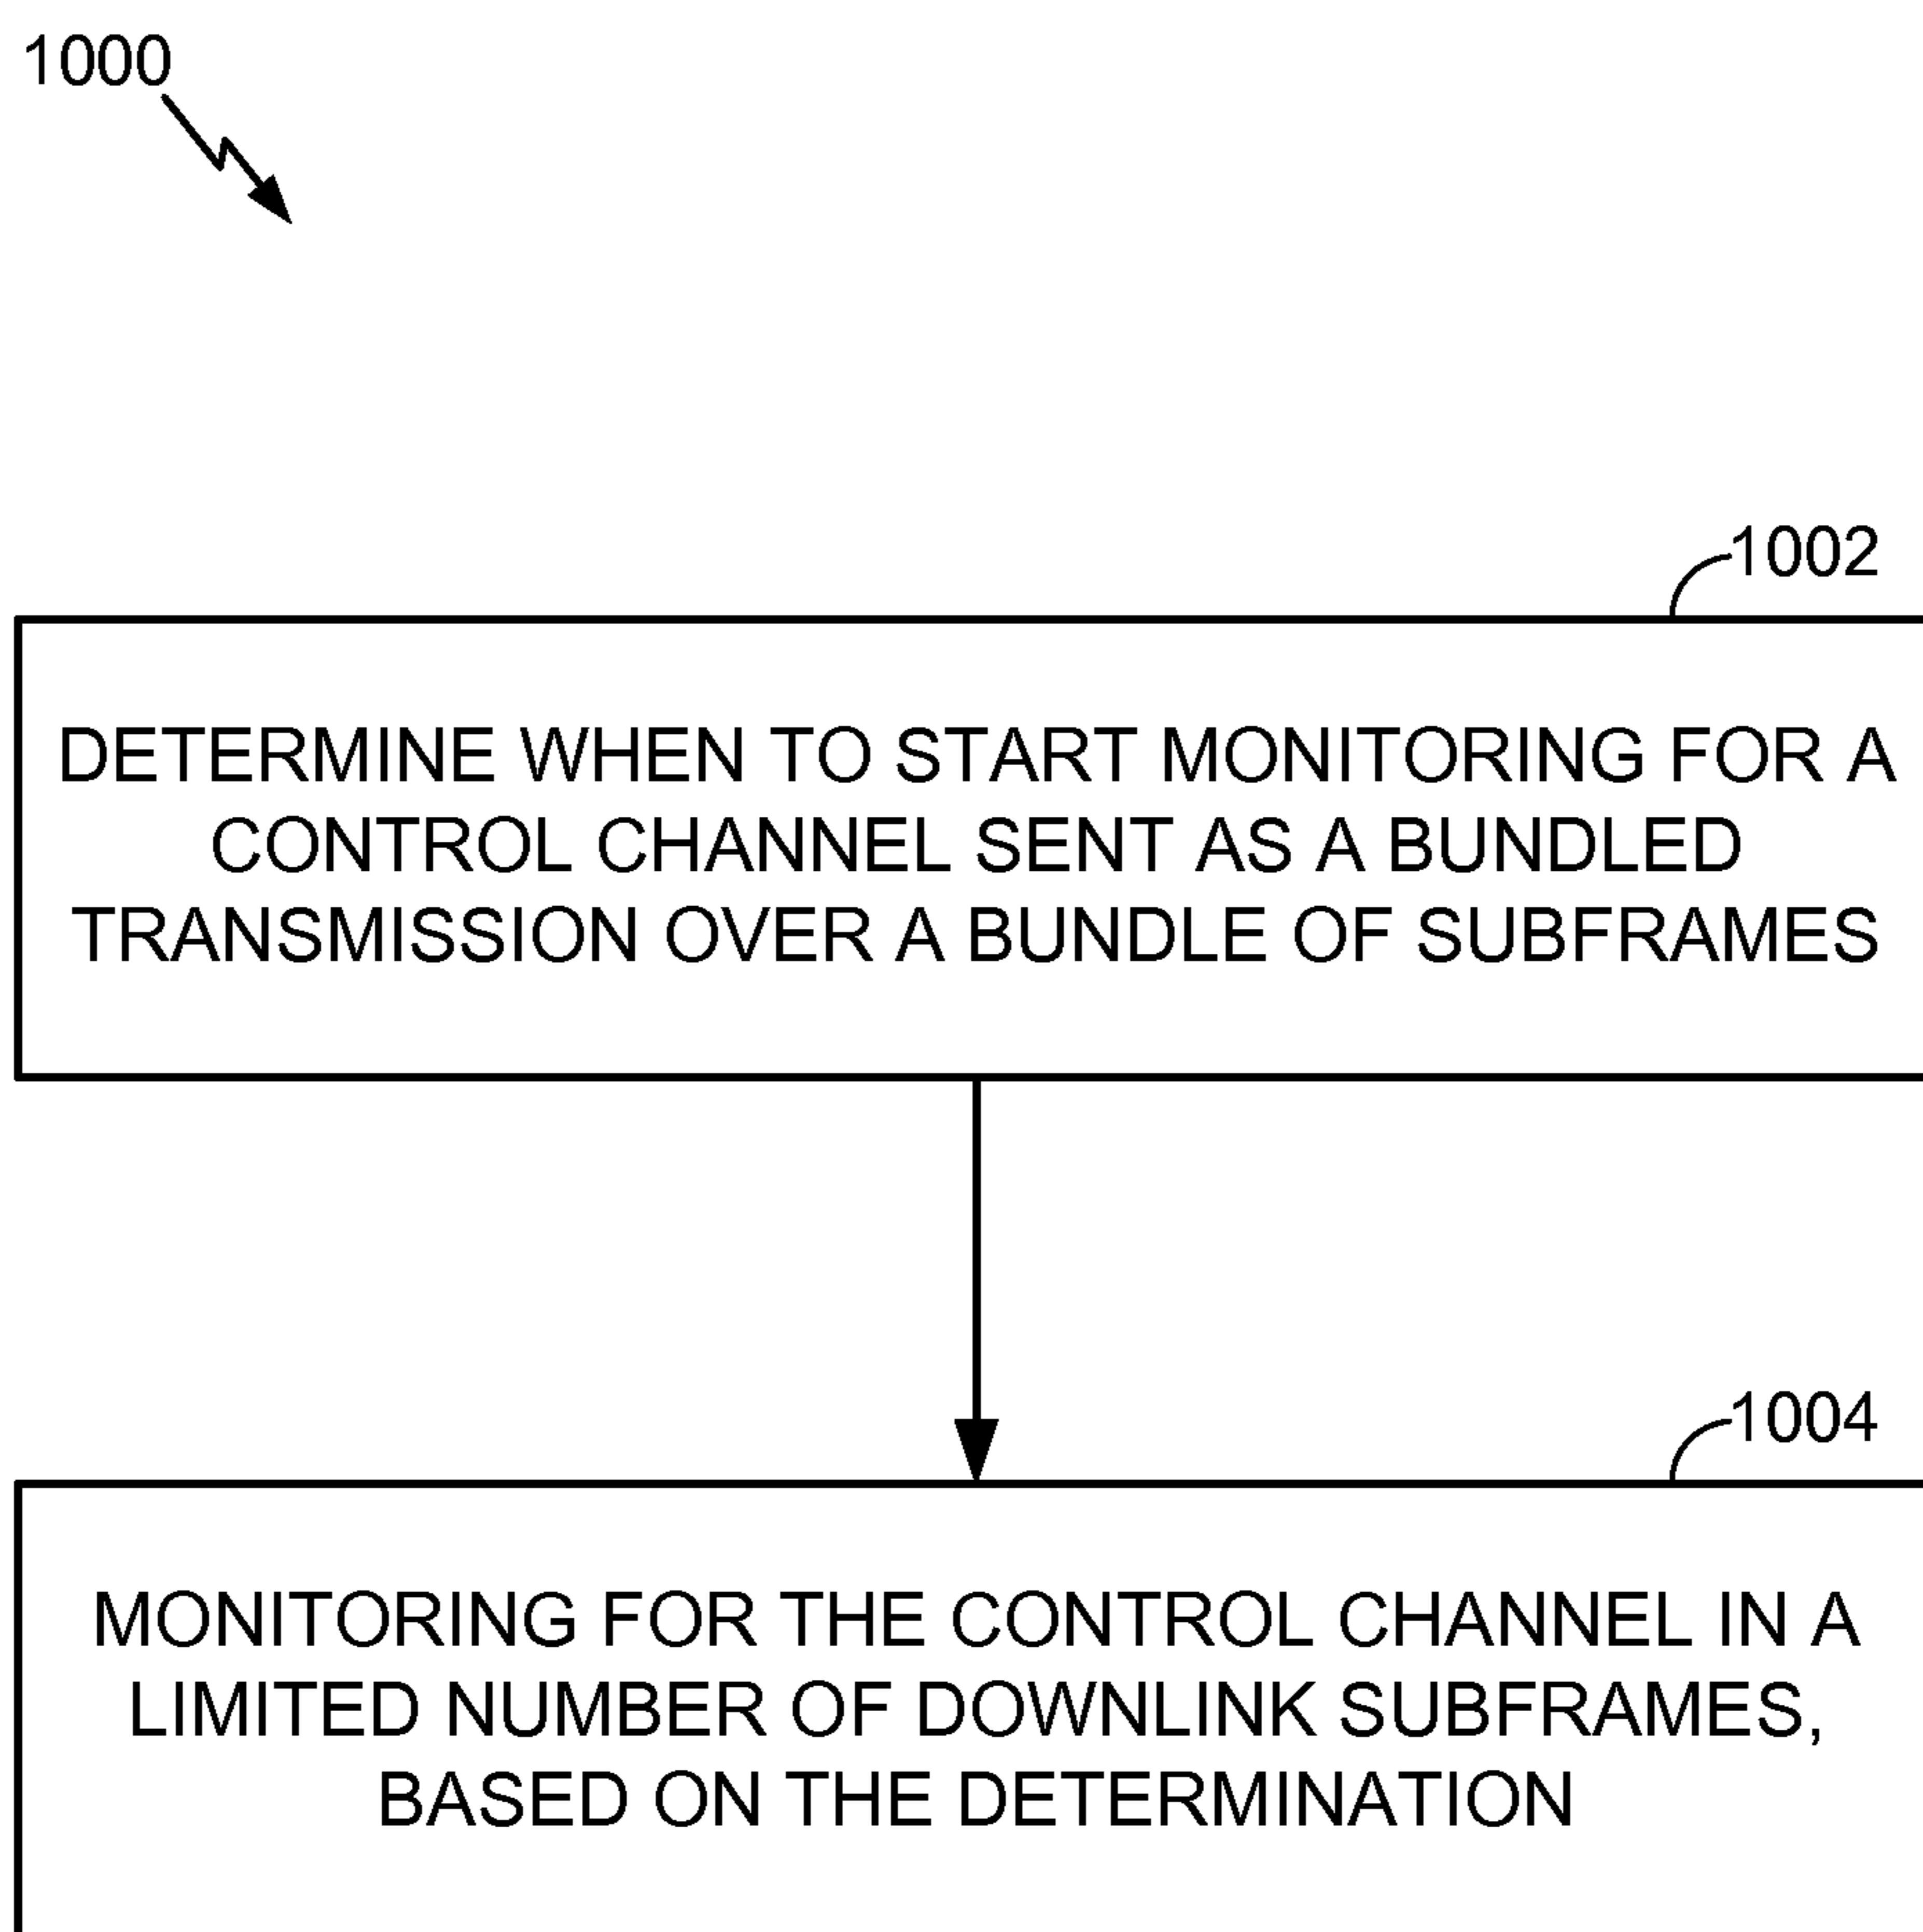 1000
1002
DETERMINE WHEN TO START MONITORING FOR A
CONTROL CHANNEL SENT AS A BUNDLED
TRANSMISSION OVER A BUNDLE OF SUBFRAMES
1004
MONITORING FOR THE CONTROL CHANNEL IN A
LIMITED NUMBER OF DOWNLINK SUBFRAMES,
BASED ON THE DETERMINATION